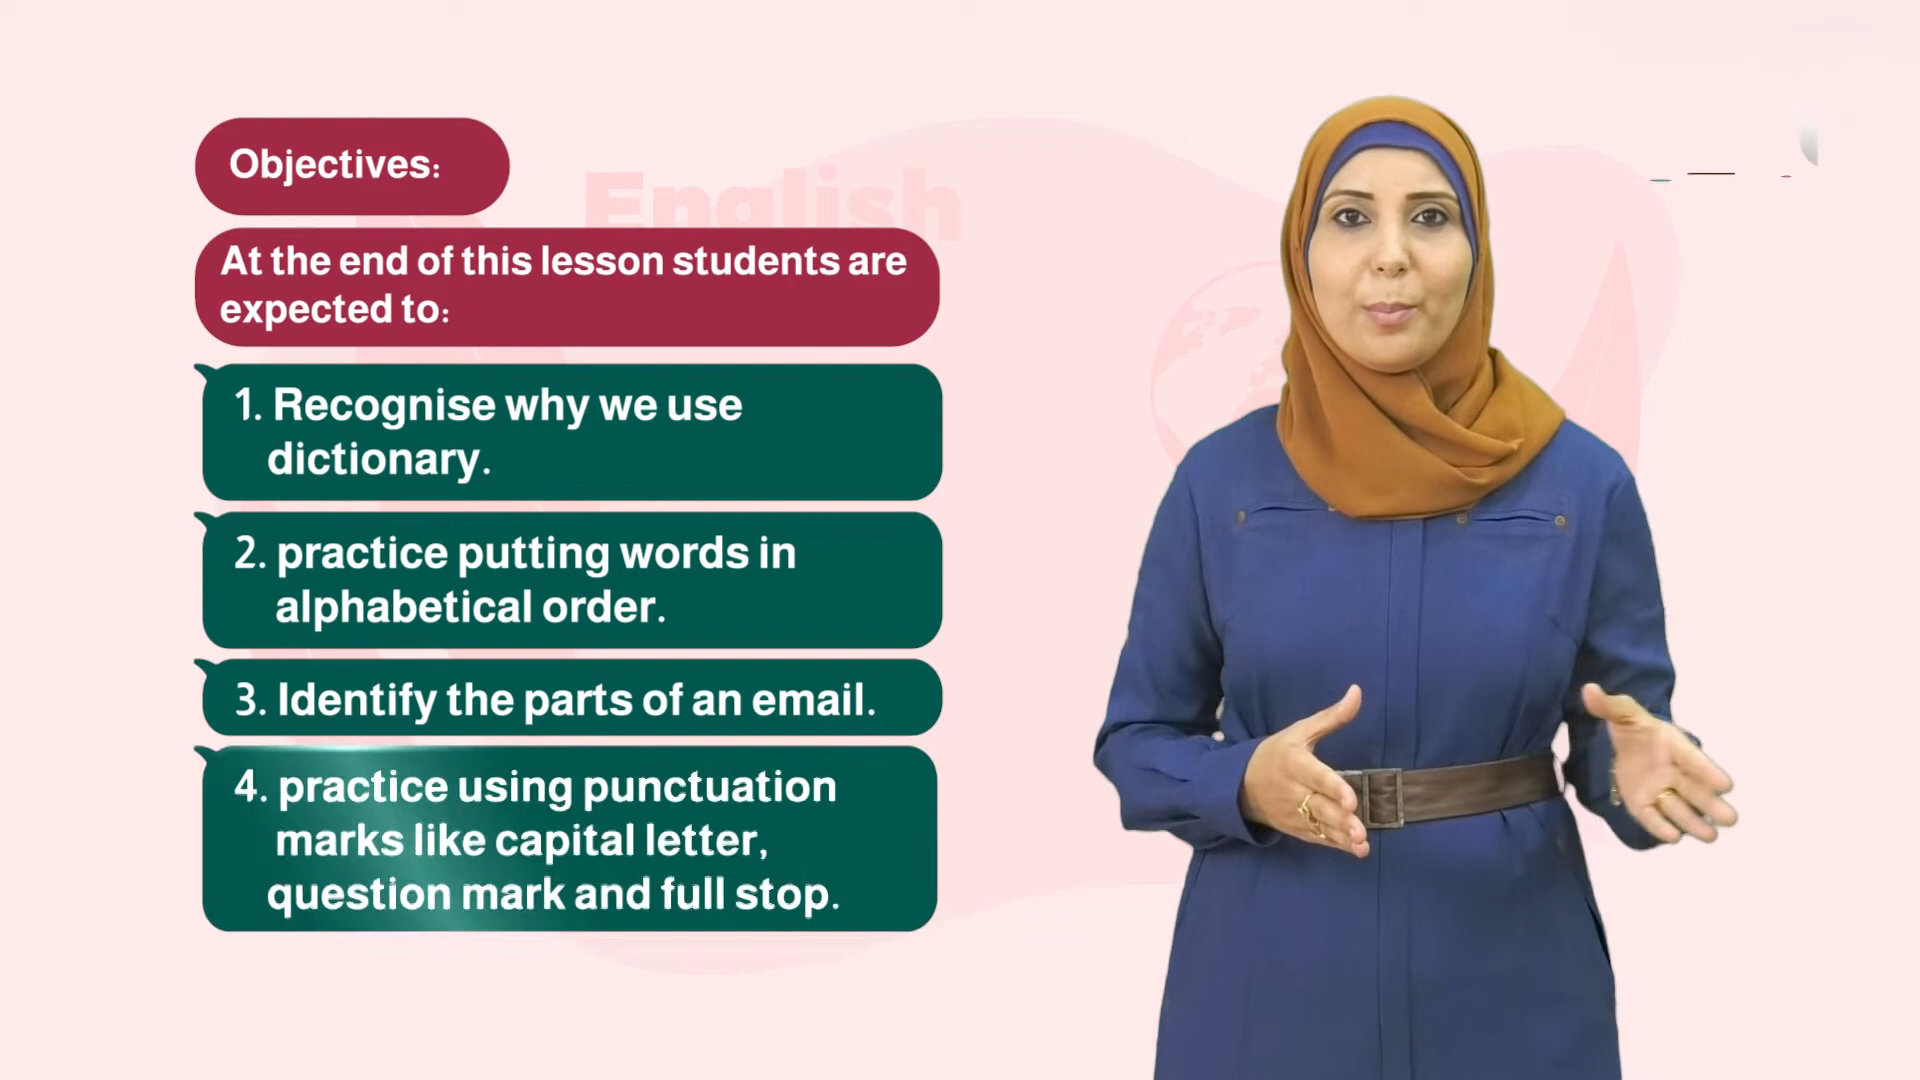 English
Objectives:
At the end of this lesson students are
expected to:
1. Recognise why we use
dictionary.
2. practice putting words in
alphabetical order.
3. Identify the parts of an email.
4. practice using punctuation
marks like capital letter,
question mark and full stop.